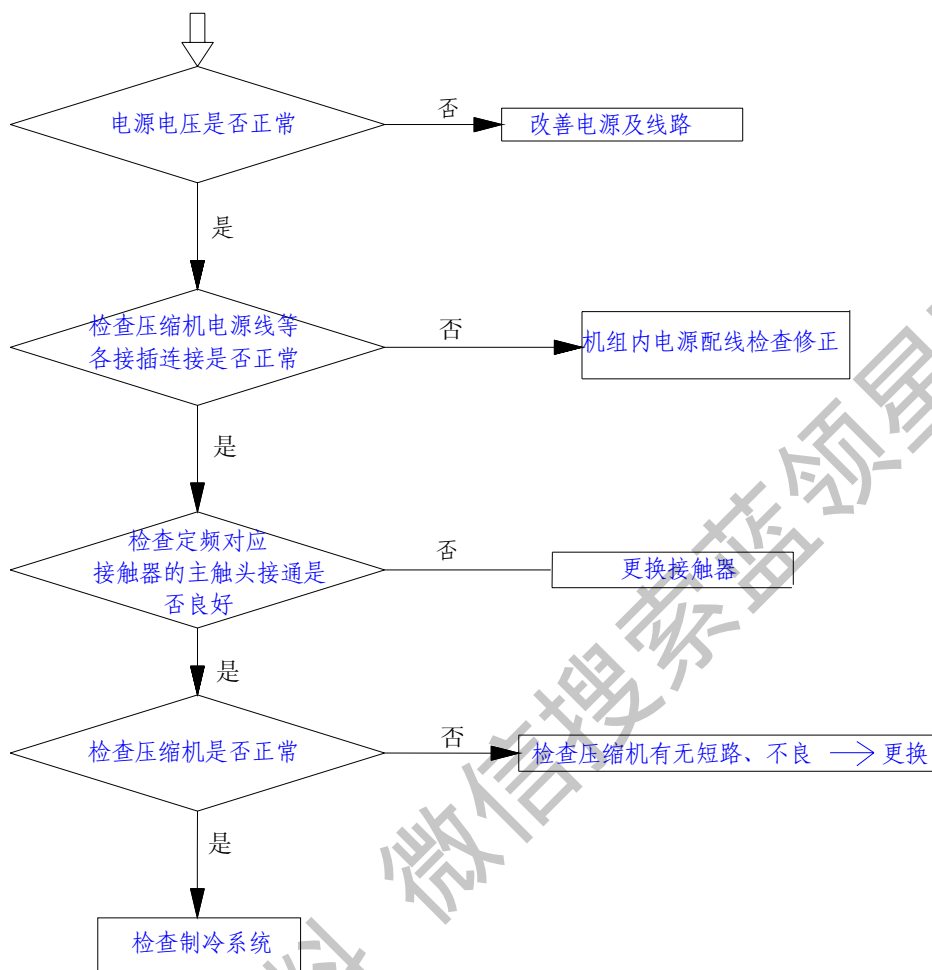 电源电压是否正常
否
改善电源及线路
是
检查压缩机电源线等
各接插连接是否正常
否
机组内电源配线检查修正
是
检查定频对应
接触器的主触头接通是
否良好
否
更换接触器
是
检查压缩机是否正常
否
检查压缩机有无短路、不良 → 更换
是
检查制冷系统
料 微信搜索蓝领星